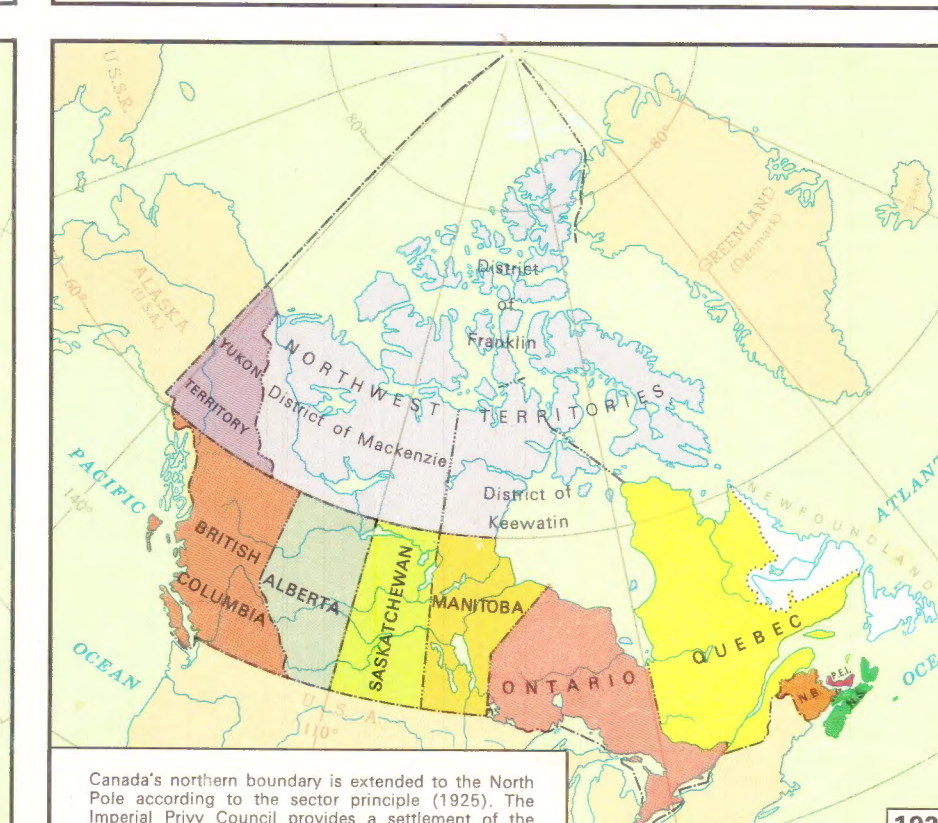 U.S.S.R.
80°
80°
GREENLAND
(Denmark)
60°
ALASKA
(U.S.A.)
District
of
Franklin
YUKON
TERRITORY
NORTHWEST TERRITORIES
District of Mackenzie
District of
Keewatin
PACIFIC
140°
OCEAN
ATLANT
OCE
NEWFOUNDLAND
BRITISH
COLUMBIA
ALBERTA
SASKATCHEWAN
MANITOBA
ONTARIO
QUEBEC
P.E.I.
N.B.
N.S.
U.S.A.
110°
Canada's northern boundary is extended to the North
Pole according to the sector principle (1925). The
Imperial Privy Council provides a settlement of the